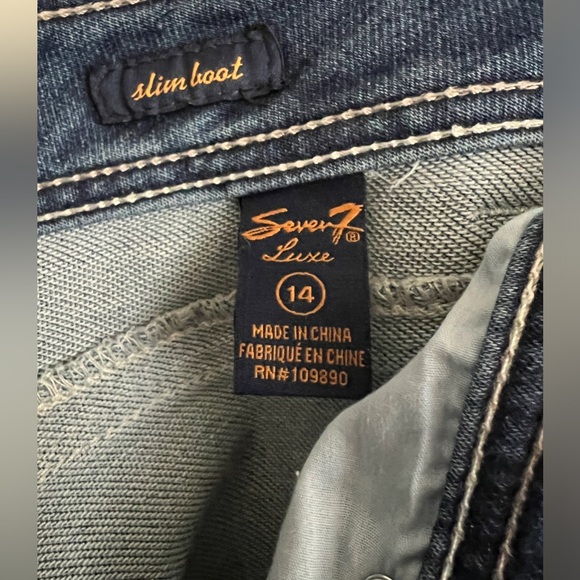 slim boot
Seven7®
Luxe
14
MADE IN CHINA
FABRIQUÉ EN CHINE
RN#109890